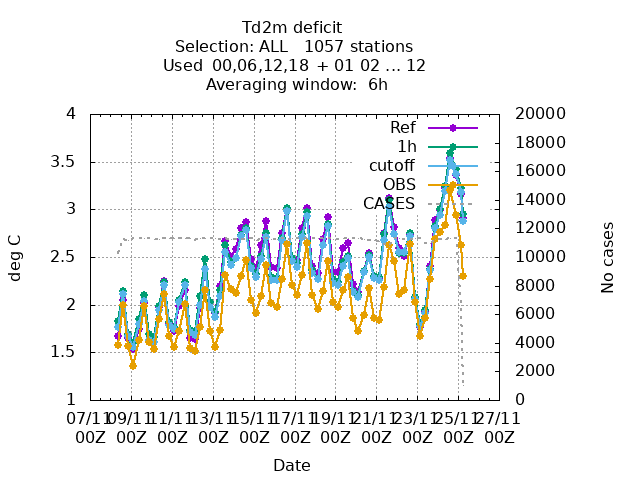 Td2m deficit
Selection: ALL   1057 stations
Used  00,06,12,18 + 01 02 ... 12
Averaging window:  6h
Ref
1h
cutoff
OBS
CASES
4
3.5
3
2.5
2
1.5
1
deg C
20000
18000
16000
14000
12000
10000
8000
6000
4000
2000
0
No cases
07/11 09/11 11/11 13/11 15/11 17/11 19/11 21/11 23/11 25/11 27/11
00Z 00Z 00Z 00Z 00Z 00Z 00Z 00Z 00Z 00Z 00Z
Date